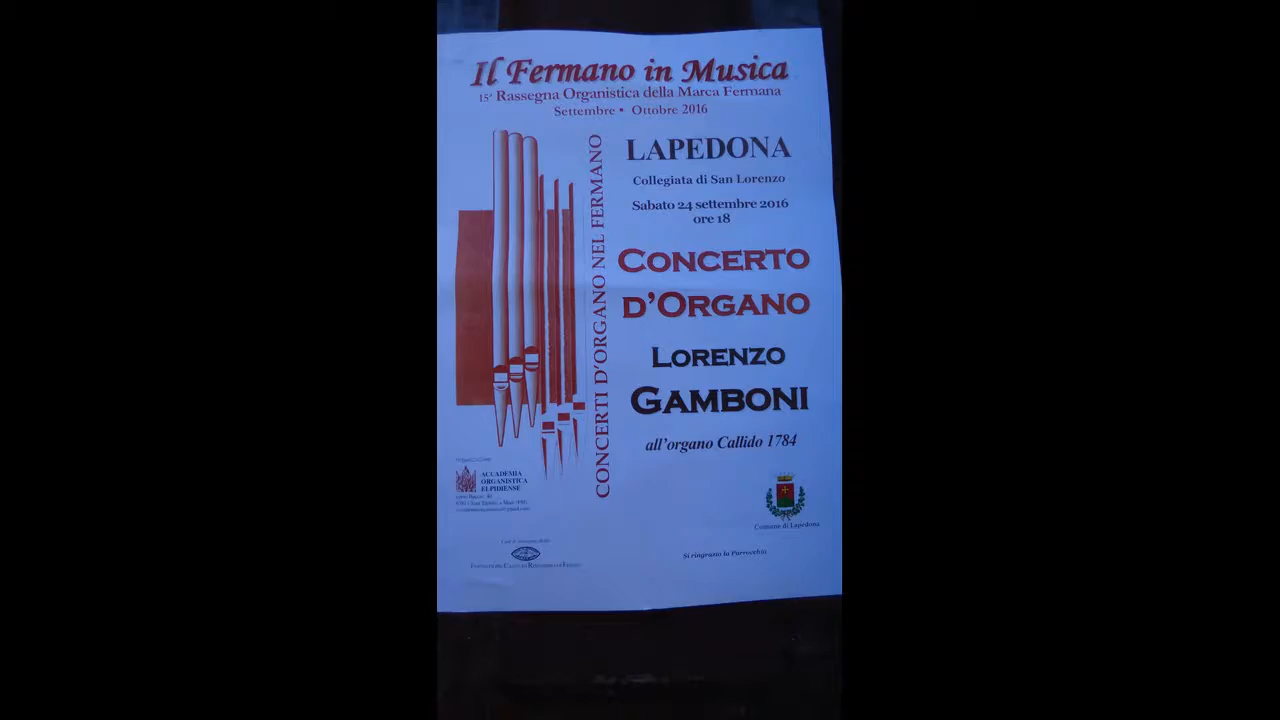 Il Fermano in Musica
15ª Rassegna Organistica della Marca Fermana
Settembre • Ottobre 2016
CONCERTI D'ORGANO NEL FERMANO
LAPEDONA
Collegiata di San Lorenzo
Sabato 24 settembre 2016
ore 18
CONCERTO
D'ORGANO
LORENZO
GAMBONI
all'organo Callido 1784
ACCADEMIA
ORGANISTICA
ELPIDIENSE
Comune di Lapedona
Si ringrazia la Parrocchia